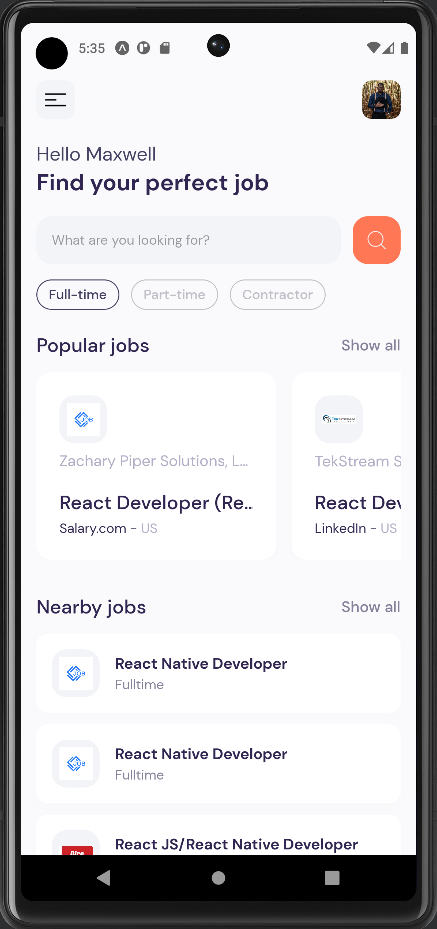 5:35
Hello Maxwell
Find your perfect job
What are you looking for?
Full-time
Part-time
Contractor
Popular jobs
Show all
Zachary Piper Solutions, L...
React Developer (Re..
Salary.com - US
TekStream S
React Dev
LinkedIn - US
Nearby jobs
Show all
React Native Developer
Fulltime
React Native Developer
Fulltime
React JS/React Native Developer